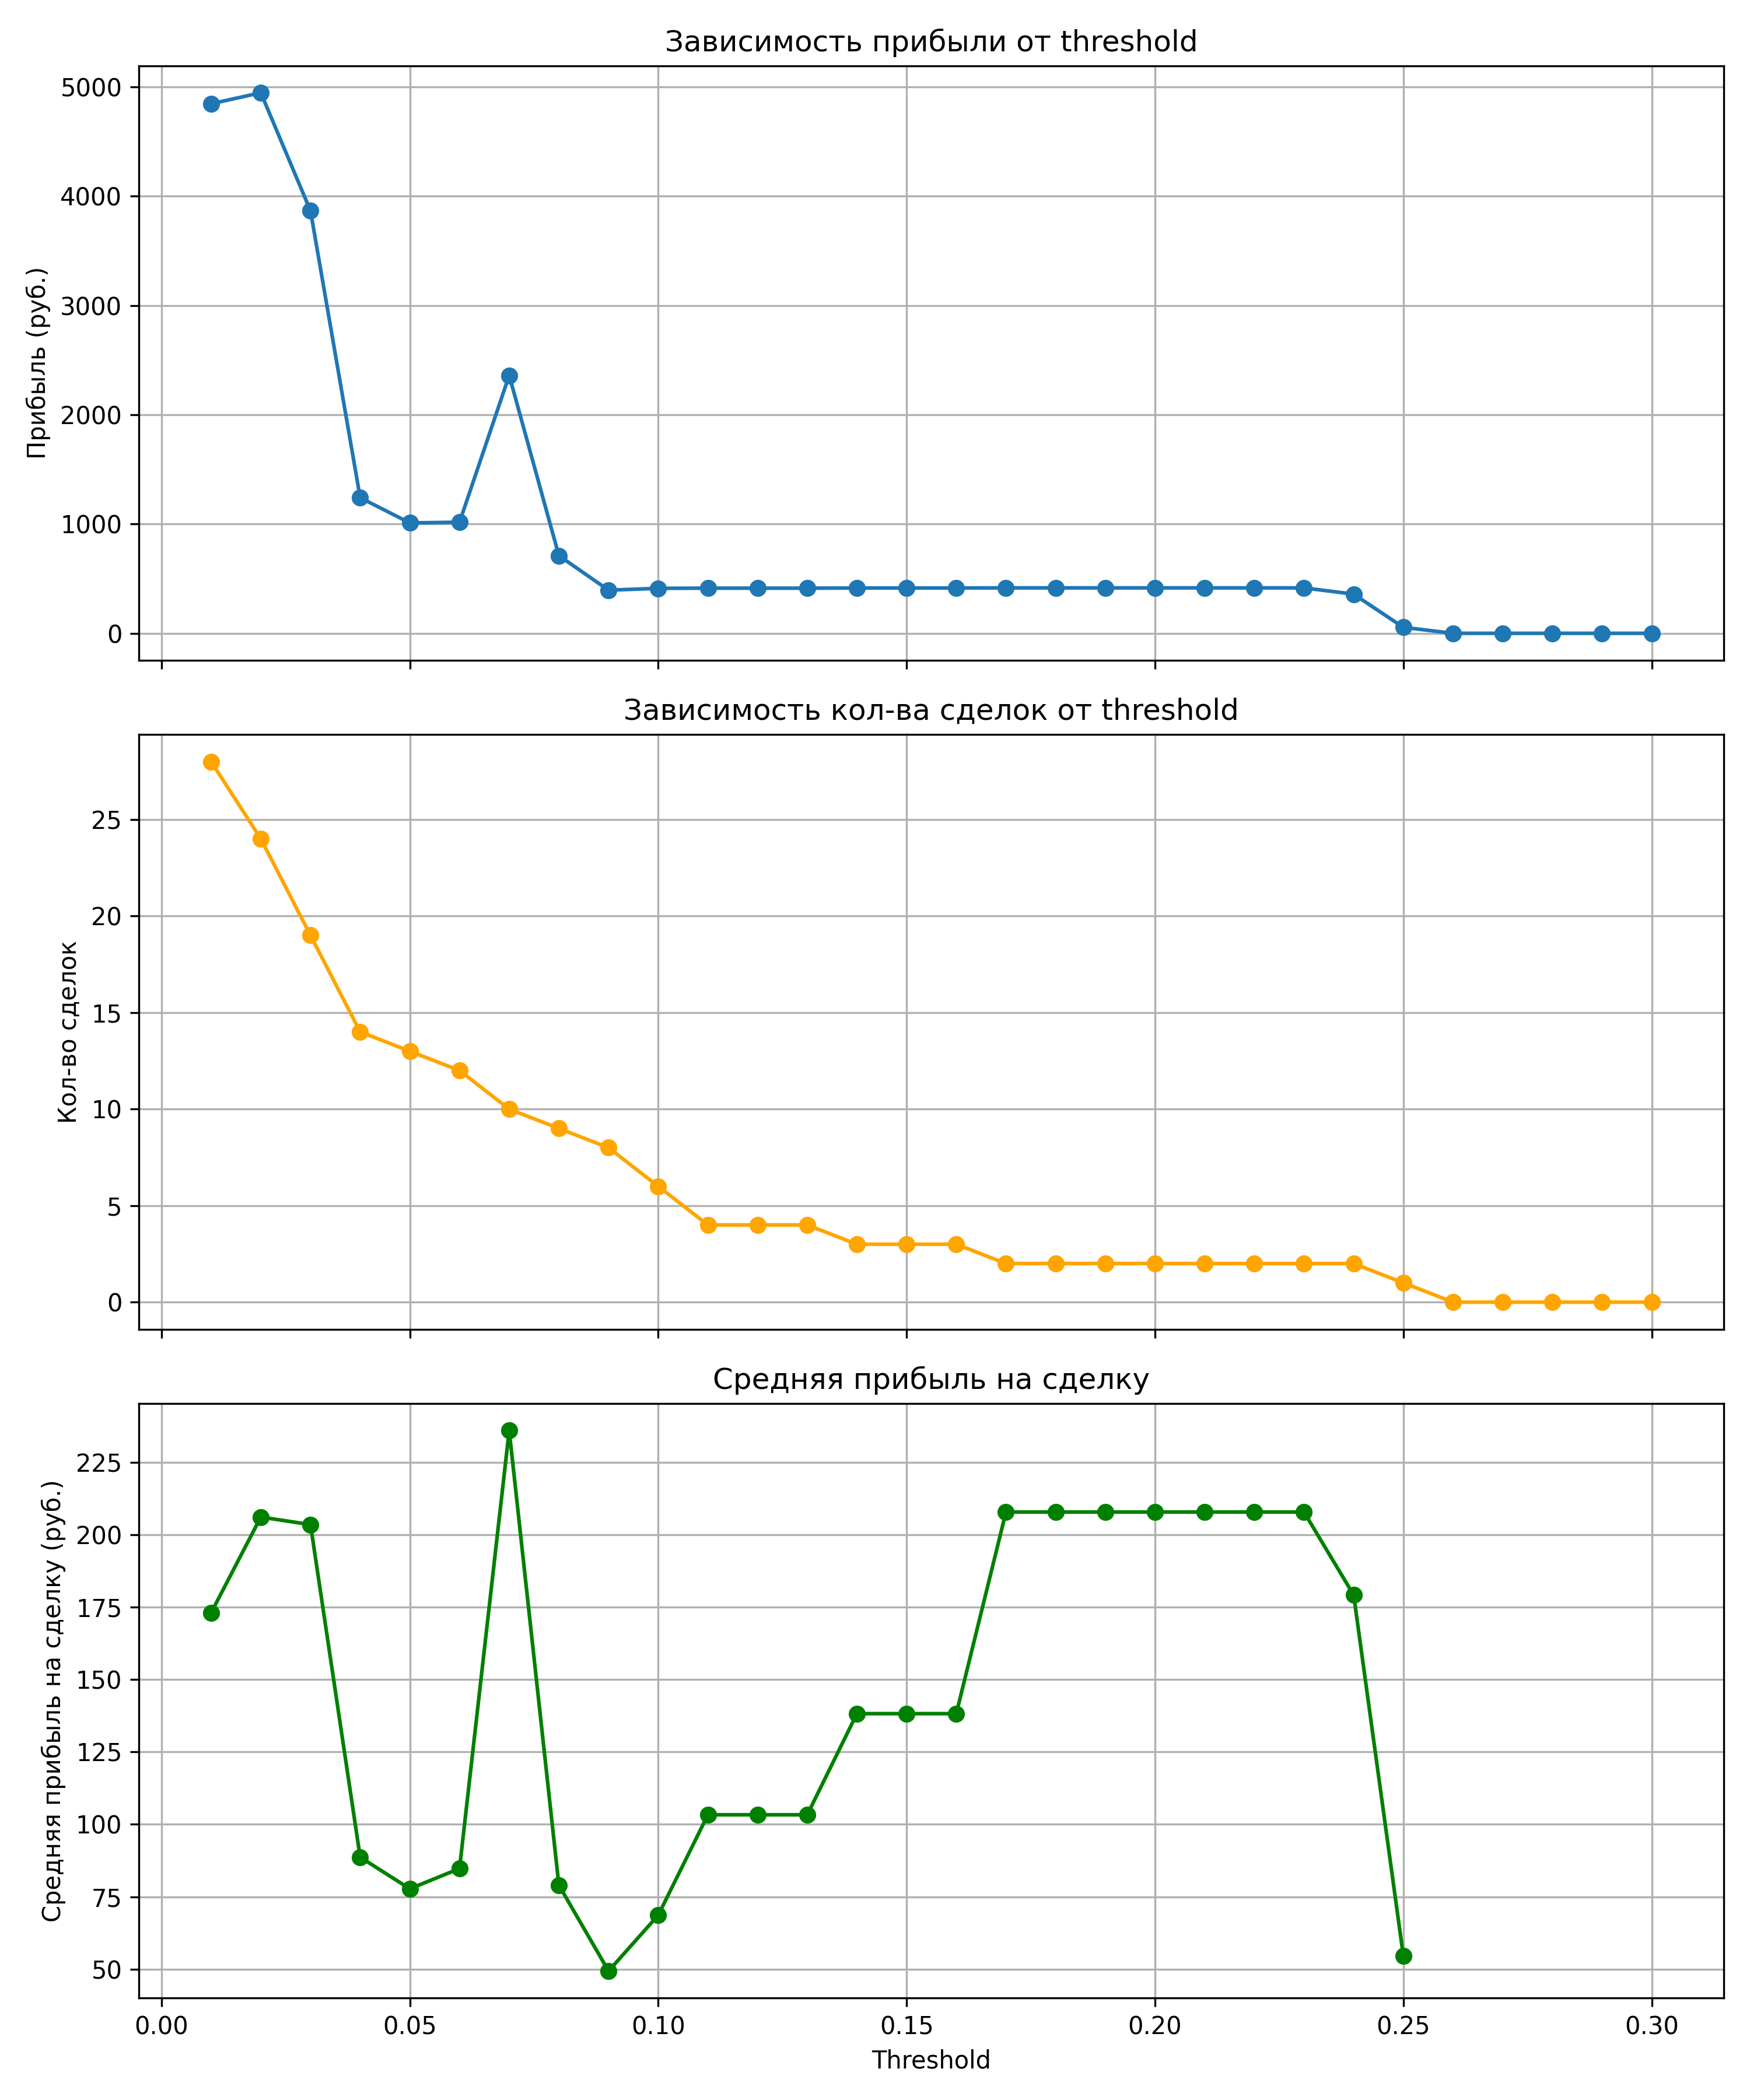 Зависимость прибыли от threshold
Прибыль (руб.)
5000
4000
3000
2000
1000
0
Зависимость кол-ва сделок от threshold
Кол-во сделок
25
20
15
10
5
0
Средняя прибыль на сделку
Средняя прибыль на сделку (руб.)
225
200
175
150
125
100
75
50
0.00 0.05 0.10 0.15 0.20 0.25 0.30
Threshold